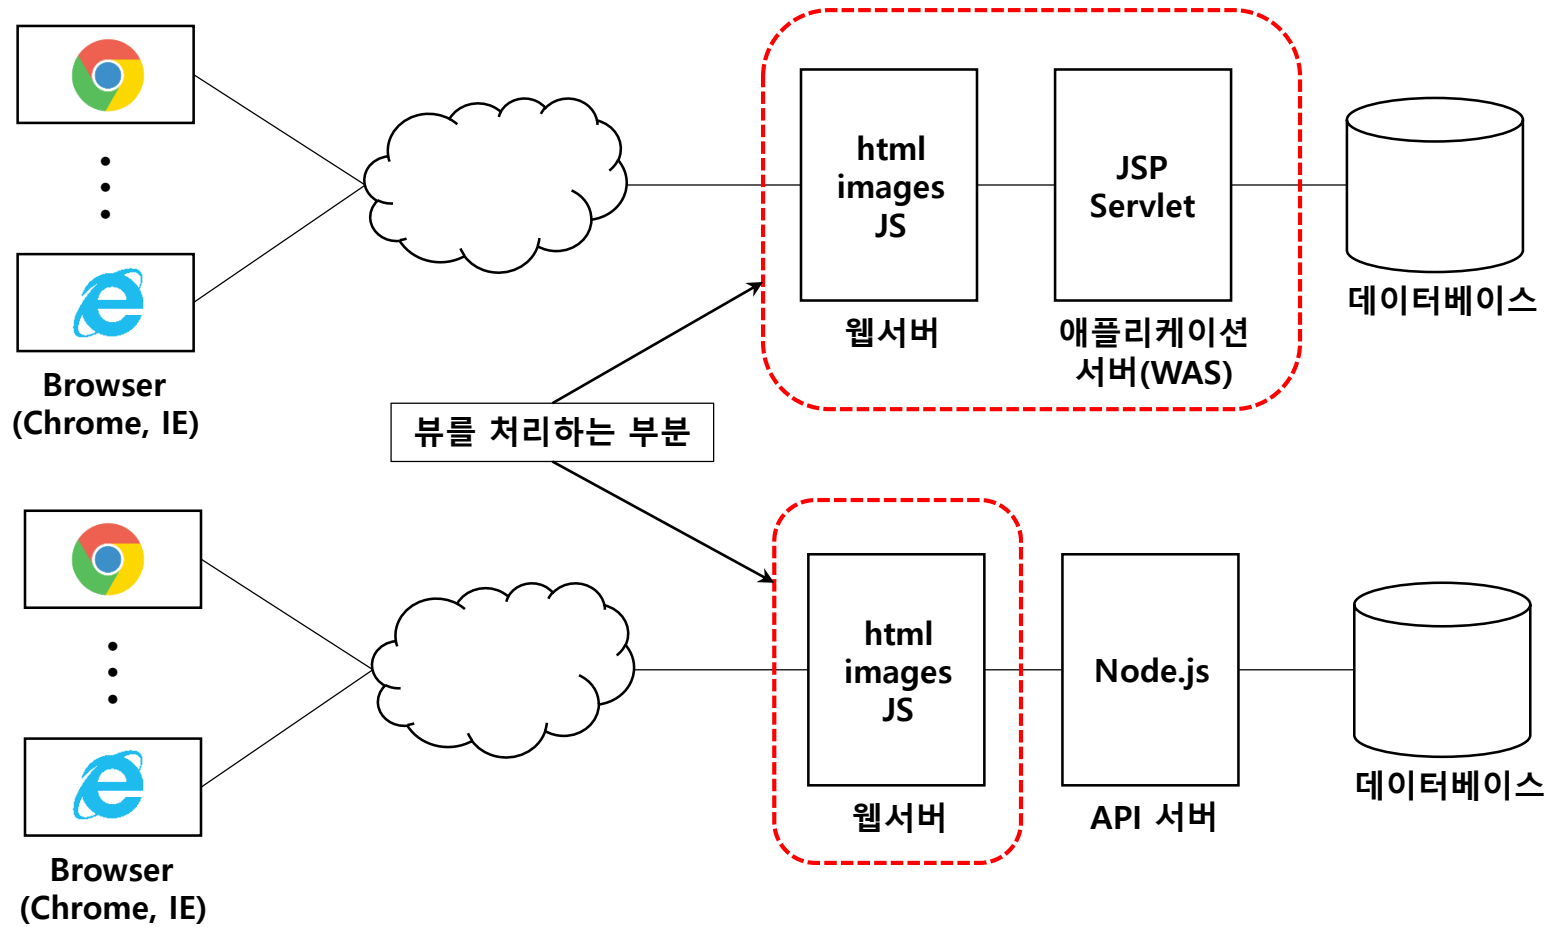 html
images
JS
JSP
Servlet
웹서버
애플리케이션
서버(WAS)
데이터베이스
Browser
(Chrome, IE)
뷰를 처리하는 부분
html
images
JS
Node.js
웹서버
API 서버
데이터베이스
Browser
(Chrome, IE)